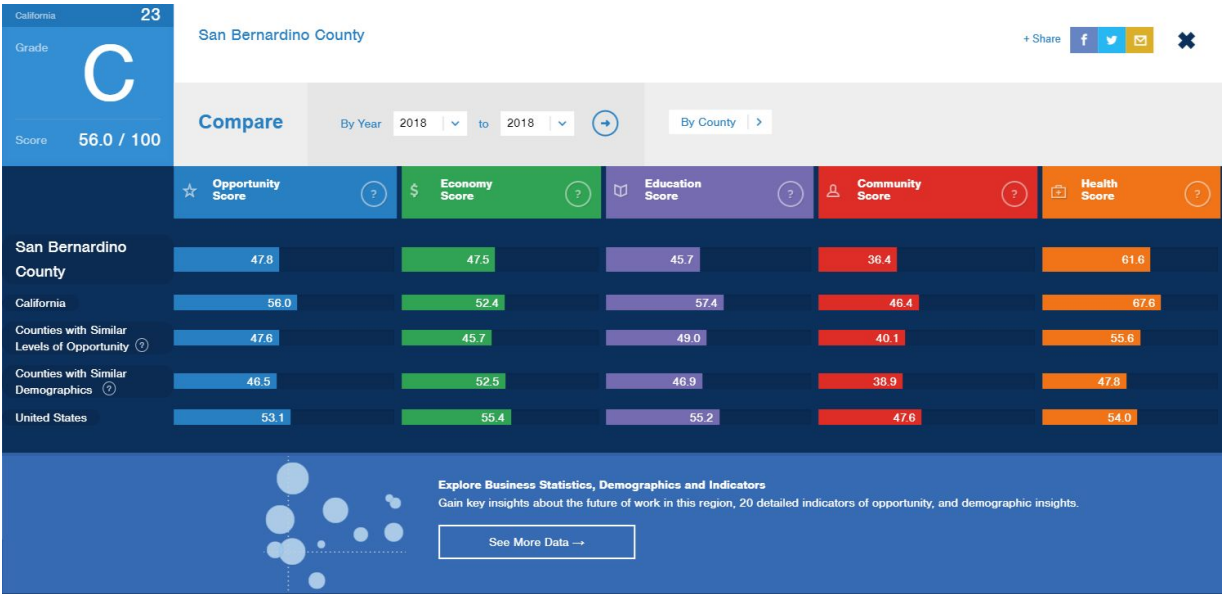 California 23
Grade
C
Score 56.0 / 100
San Bernardino County
+ Share f
Compare By Year 2018 to 2018 By County
Opportunity Score ?
$ Economy Score ?
Education Score ?
Community Score ?
Health Score ?
San Bernardino County 47.8 47.5 45.7 36.4 61.6
California 56.0 52.4 57.4 46.4 67.6
Counties with Similar Levels of Opportunity ? 47.6 45.7 49.0 40.1 55.6
Counties with Similar Demographics ? 46.5 52.5 46.9 38.9 47.8
United States 53.1 55.4 55.2 47.6 54.0
Explore Business Statistics, Demographics and Indicators
Gain key insights about the future of work in this region, 20 detailed indicators of opportunity, and demographic insights.
See More Data →